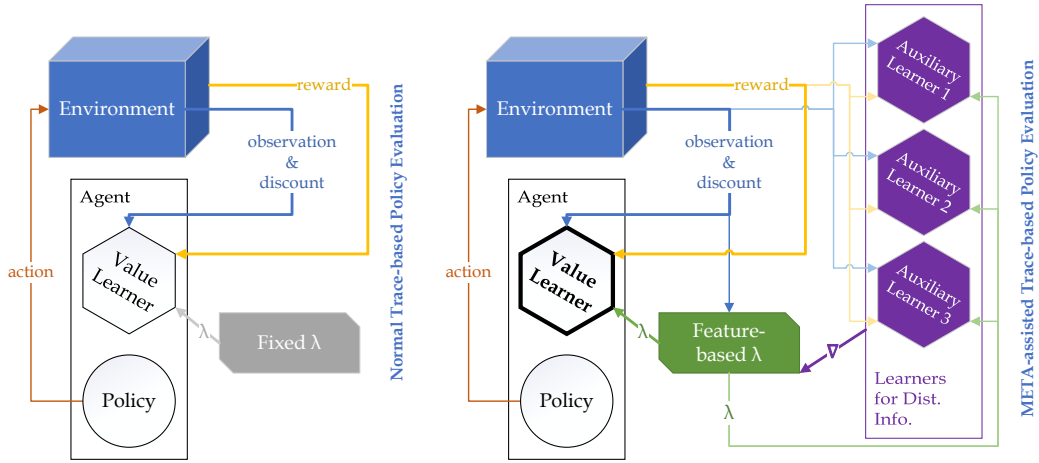 Environment
reward
observation
&
discount
Agent
Value
Learner
action
λ
Fixed λ
Policy
Normal Trace-based Policy Evaluation
Environment
reward
observation
&
discount
Agent
Value
Learner
action
λ
Feature-
based λ
∇
λ
Policy
Auxiliary
Learner 1
Auxiliary
Learner 2
Auxiliary
Learner 3
Learners
for Dist.
Info.
META-assisted Trace-based Policy Evaluation